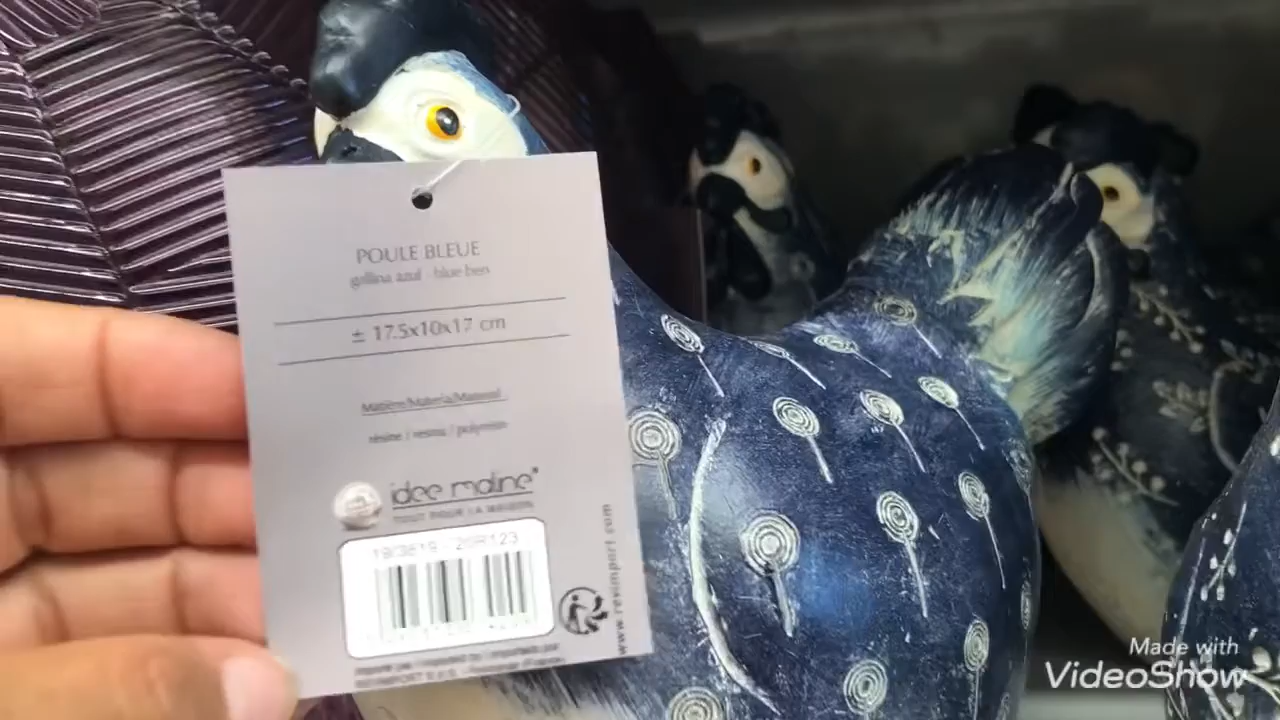 POULE BLEUE
gallina azul - blue hen
± 17.5x10x17 cm
Matière/Materia/Material
résine / resina / polyresin
idee maline®
TOUT POUR LA MAISON
www.revimport.com
Made with
VideoShow